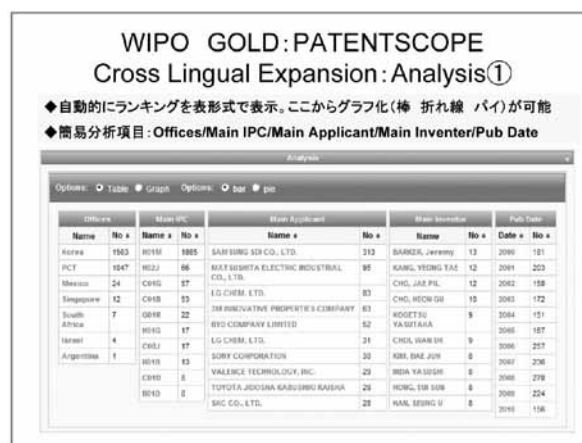 WIPO GOLD:PATENTSCOPE
Cross Lingual Expansion:Analysis①
◆自動的にランキングを表形式で表示。ここからグラフ化(棒 折れ線 パイ)が可能
◆簡易分析項目:Offices/Main IPC/Main Applicant/Main Inventer/Pub Date
Analysis
Options: Table Graph Options: bar pie
Offices Main IPC Main Applicant Main Inventor Pub Date
Name No Name No Name No Name No Date No
Korea 1563 H01M 1865 SAMSUNG SDI CO., LTD. 313 BARKER, Jeremy 13 2000 181
PCT 1047 H02J 66 MATSUSHITA ELECTRIC INDUSTRIAL CO., LTD. 95 KANG, YEONG TAE 12 2001 203
Mexico 24 C01G 57 LG CHEM. LTD. 83 CHO, JAE PIL 12 2002 158
Singapore 12 C01B 53 3M INNOVATIVE PROPERTIES COMPANY 63 CHO, HEON GU 10 2003 172
South Africa 7 G01R 22 BYD COMPANY LIMITED 52 KOGETSU YASUTAKA 9 2004 151
Israel 4 H01G 17 LG CHEM, LTD. 31 CHOI, WAN UK 9 2005 187
Argentina 1 C08J 17 SONY CORPORATION 30 KIM, DAE JUN 8 2006 257
H01B 13 VALENCE TECHNOLOGY, INC. 29 8 2007 236
C01D 8 TOYOTA JIDOSHA KABUSHIKI KAISHA 28 HONG, EUI SUN 8 2008 278
B01D 8 SKC CO., LTD. 28 HAN, SEUNG U 8 2009 224
2010 156